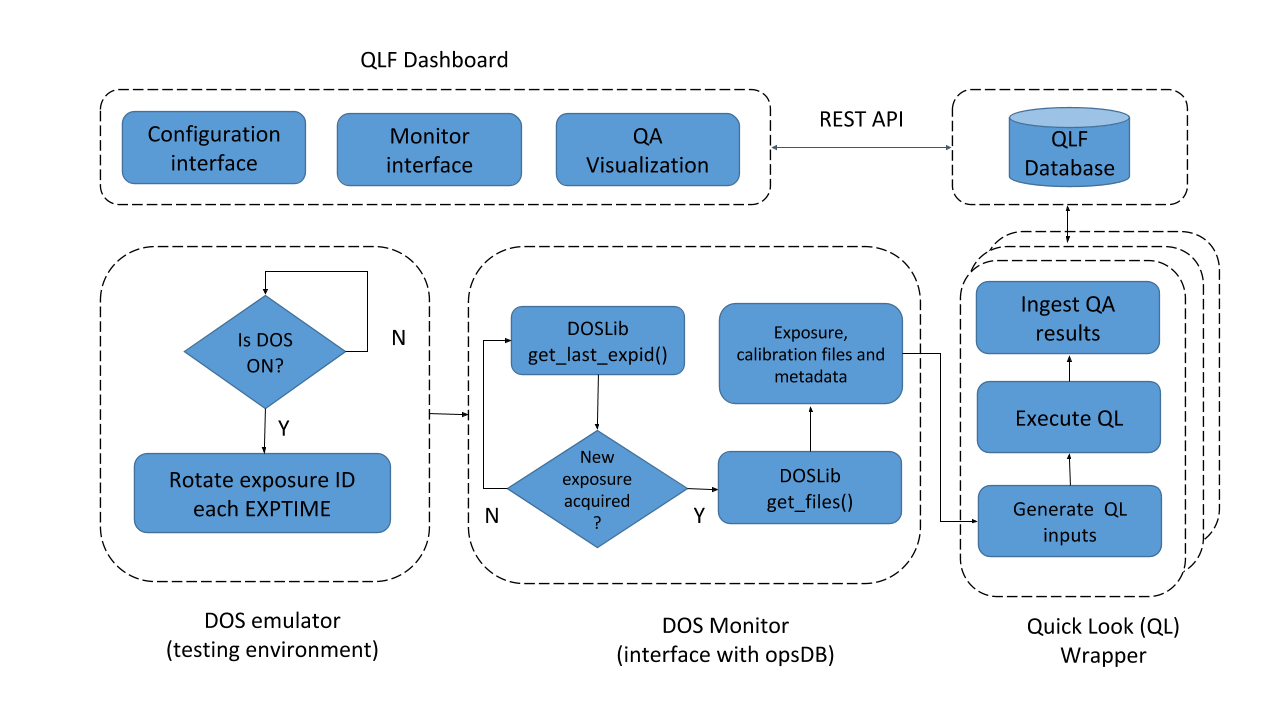 QLF Dashboard
Configuration
interface
Monitor
interface
QA
Visualization
REST API
QLF
Database
Is DOS
ON?
N
Y
Rotate exposure ID
each EXPTIME
DOS emulator
(testing environment)
DOSLib
get_last_expid()
New
exposure
acquired
?
N
Y
DOSLib
get_files()
Exposure,
calibration files and
metadata
DOS Monitor
(interface with opsDB)
Ingest QA
results
Execute QL
Generate  QL
inputs
Quick Look (QL)
Wrapper